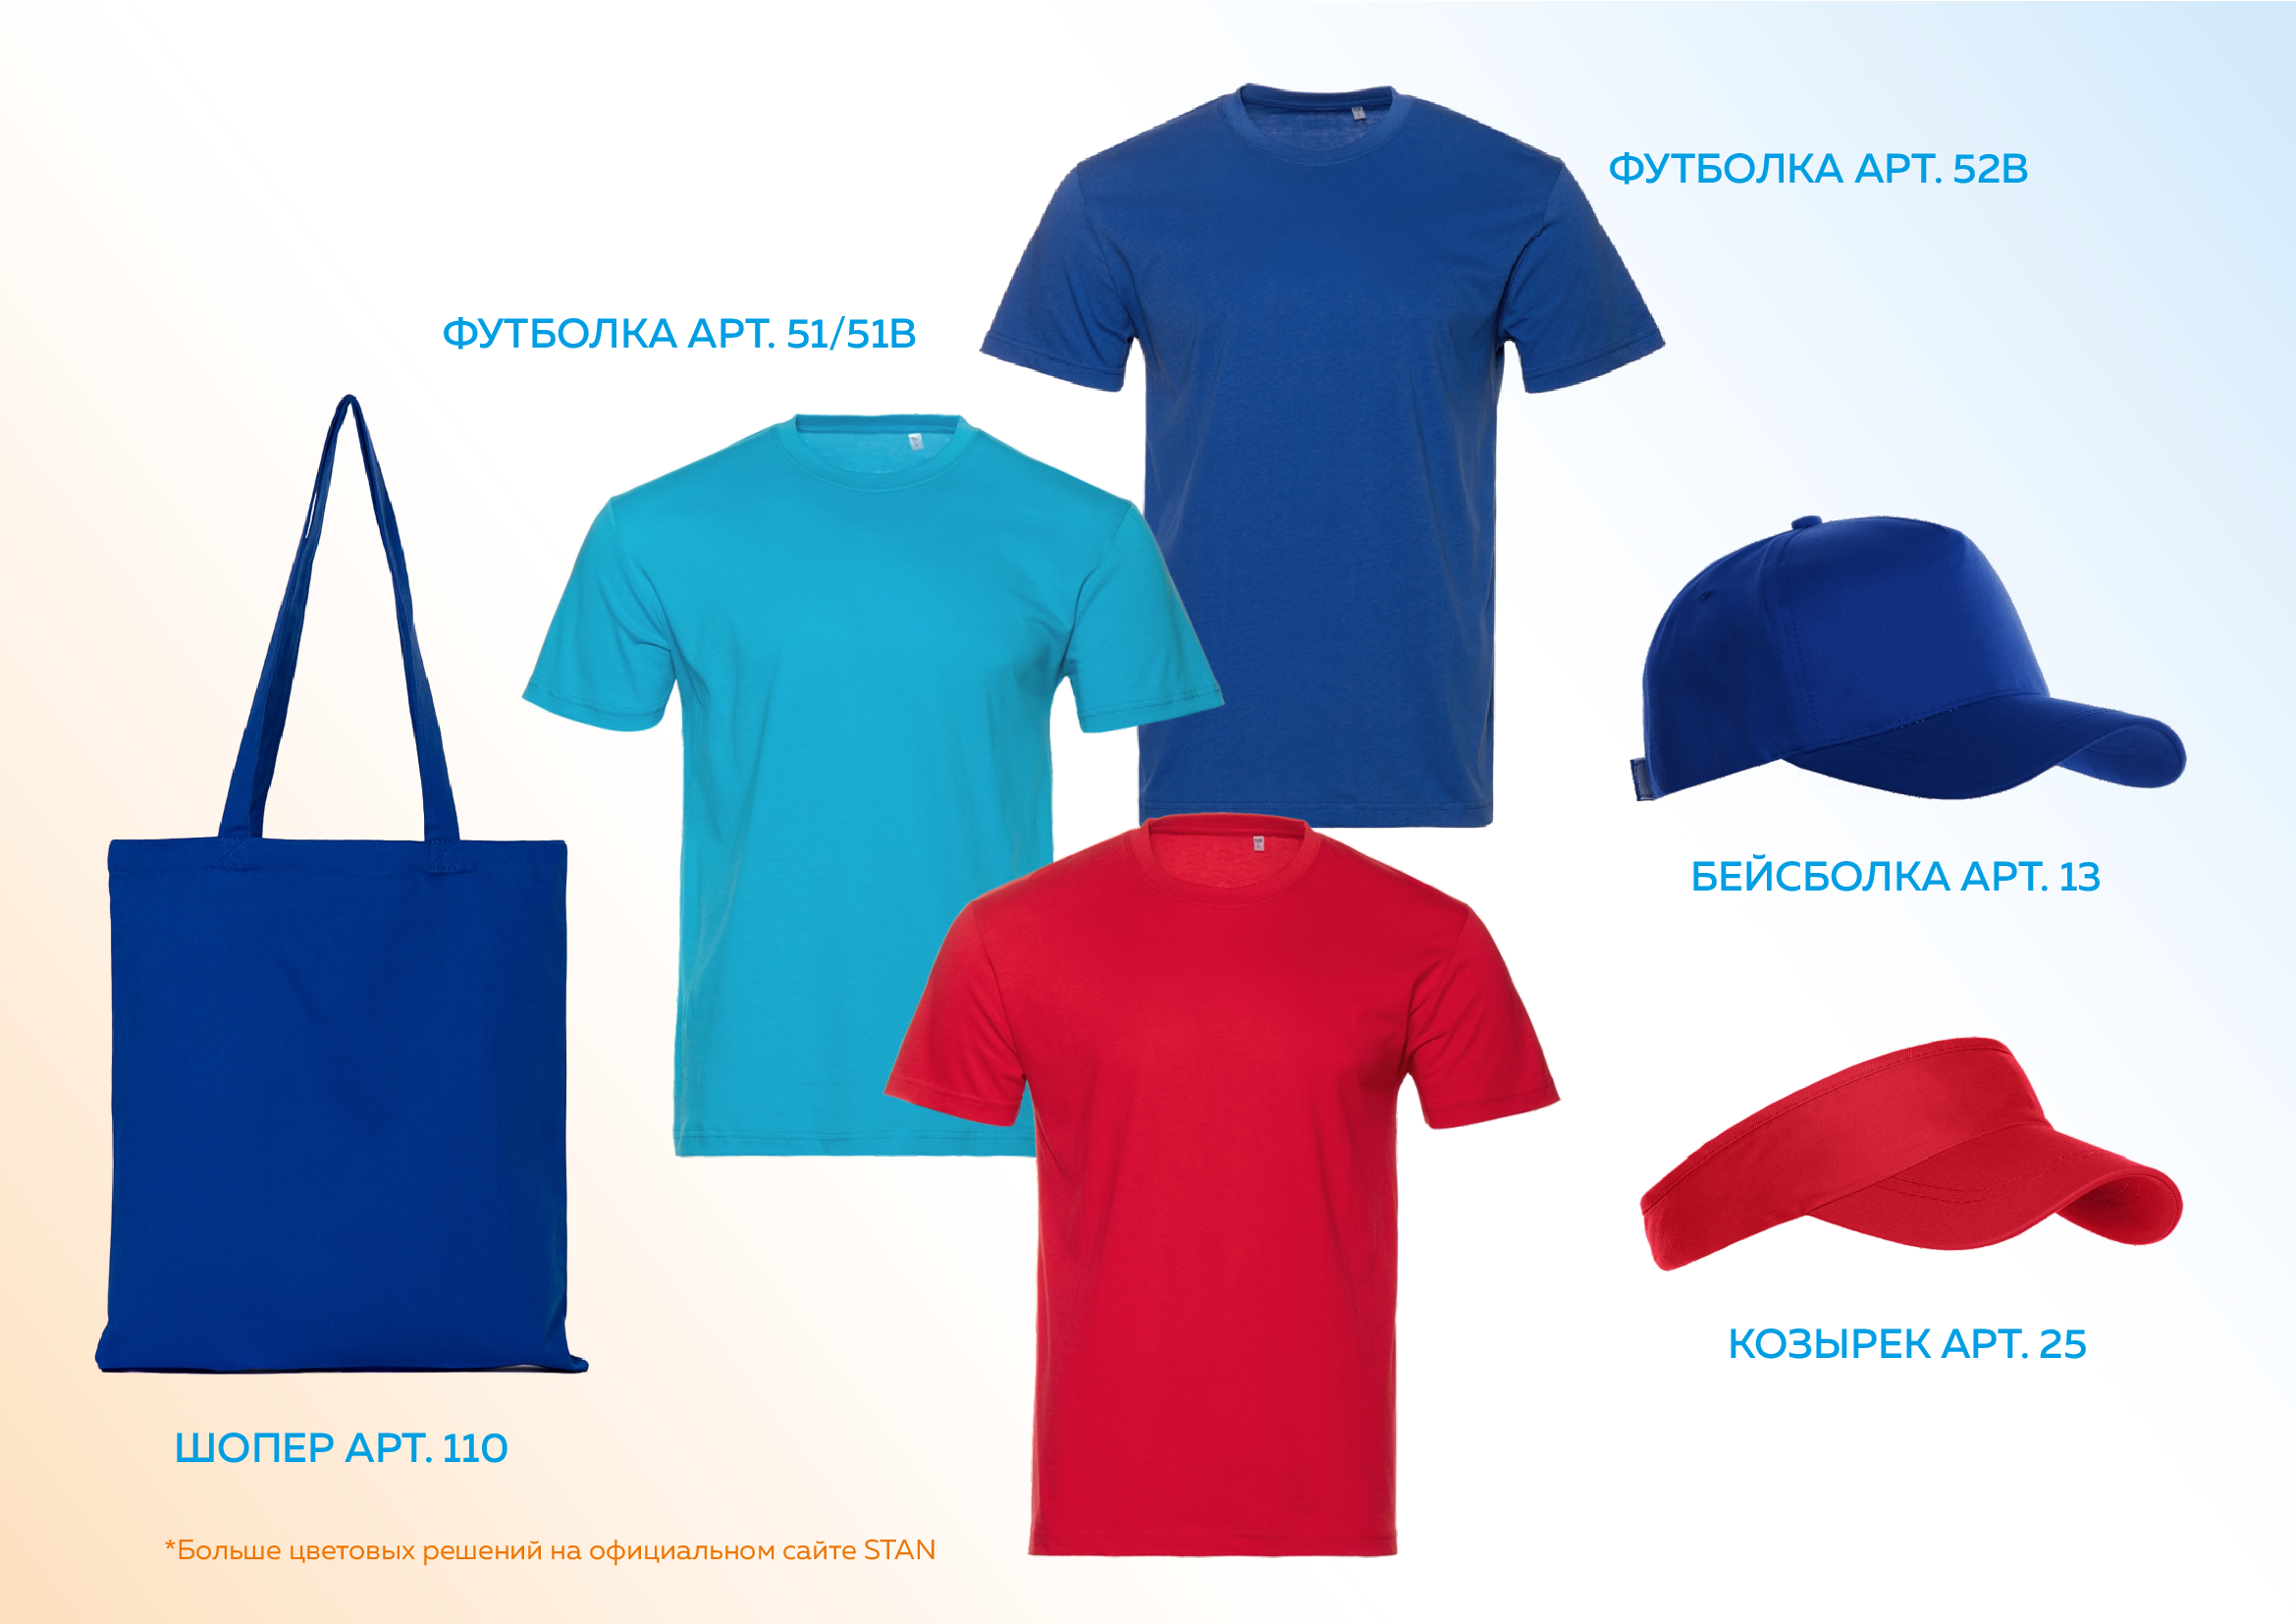 ФУТБОЛКА АРТ. 52В
ФУТБОЛКА АРТ. 51/51В
БЕЙСБОЛКА АРТ. 13
КОЗЫРЕК АРТ. 25
ШОПЕР АРТ. 110
*Больше цветовых решений на официальном сайте STAN